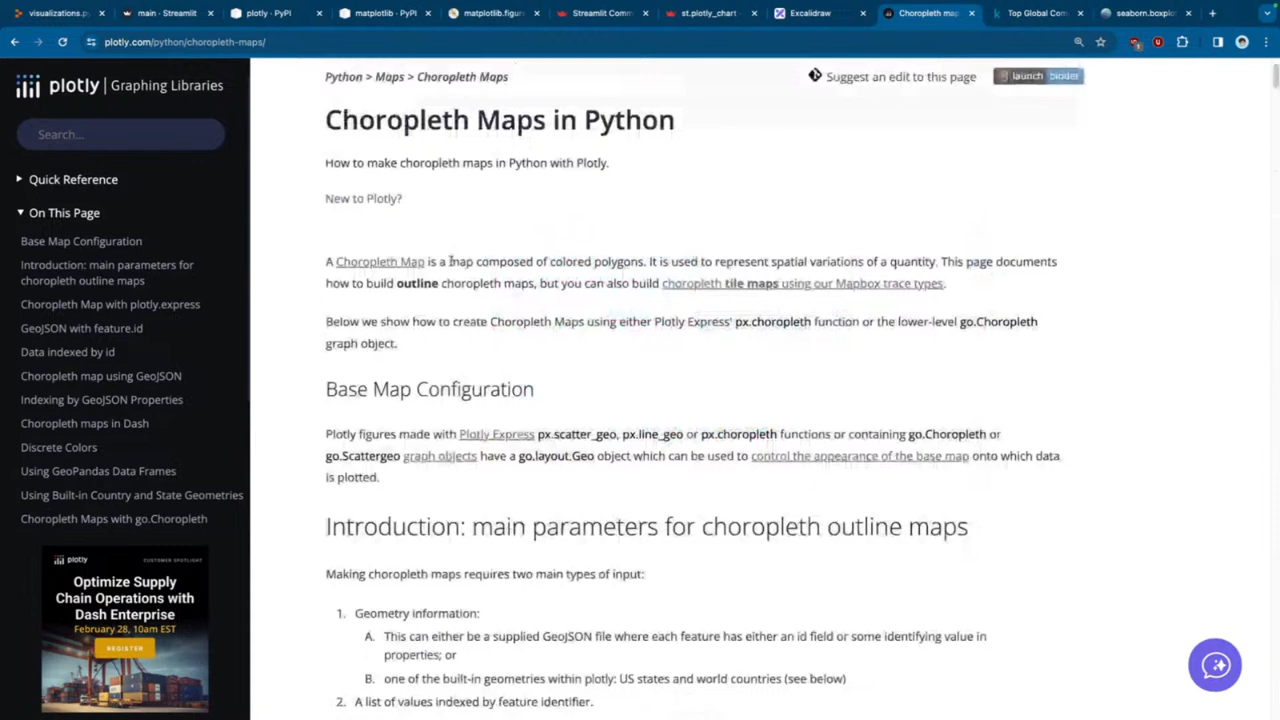 visualizations.p
main · Streamlit
plotly · PyPI
matplotlib · PyPI
matplotlib.figur
Streamlit Comm
st.plotly_chart
Excalidraw
Choropleth map
Top Global Com
seaborn.boxplo
plotly.com/python/choropleth-maps/
plotly | Graphing Libraries
Search...
Quick Reference
On This Page
Base Map Configuration
Introduction: main parameters for
choropleth outline maps
Choropleth Map with plotly.express
GeoJSON with feature.id
Data indexed by id
Choropleth map using GeoJSON
Indexing by GeoJSON Properties
Choropleth maps in Dash
Discrete Colors
Using GeoPandas Data Frames
Using Built-in Country and State Geometries
Choropleth Maps with go.Choropleth
plotly
CUSTOMER SPOTLIGHT
Optimize Supply
Chain Operations with
Dash Enterprise
February 28, 10am EST
REGISTER
Python > Maps > Choropleth Maps
Suggest an edit to this page
launch binder
Choropleth Maps in Python
How to make choropleth maps in Python with Plotly.
New to Plotly?
A Choropleth Map is a map composed of colored polygons. It is used to represent spatial variations of a quantity. This page documents
how to build outline choropleth maps, but you can also build choropleth tile maps using our Mapbox trace types.
Below we show how to create Choropleth Maps using either Plotly Express' px.choropleth function or the lower-level go.Choropleth
graph object.
Base Map Configuration
Plotly figures made with Plotly Express px.scatter_geo, px.line_geo or px.choropleth functions or containing go.Choropleth or
go.Scattergeo graph objects have a go.layout.Geo object which can be used to control the appearance of the base map onto which data
is plotted.
Introduction: main parameters for choropleth outline maps
Making choropleth maps requires two main types of input:
1. Geometry information:
A. This can either be a supplied GeoJSON file where each feature has either an id field or some identifying value in
properties; or
B. one of the built-in geometries within plotly: US states and world countries (see below)
2. A list of values indexed by feature identifier.